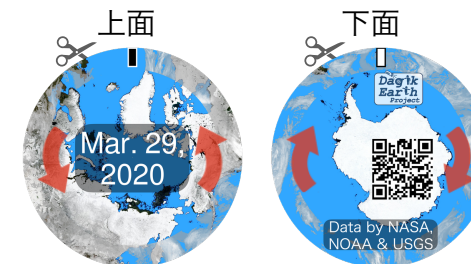 上面
下面
Mar. 29,
2020
Dagik
Earth
Project
Data by NASA,
NOAA & USGS